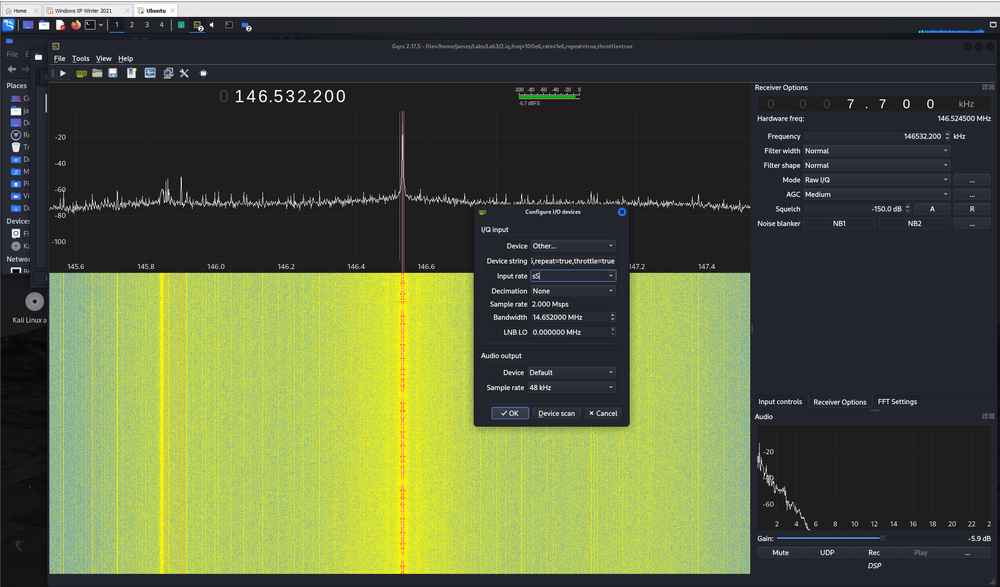 Home
Windows XP Winter 2021
Ubuntu
1 2 3 4
2
2
Gqrx 2.17.5 - file=/home/james/Labs/Lab3/2.iq,freq=100e6,rate=1e6,repeat=true,throttle=true
File E
File Tools View Help
Places
Co
ja
De
Re
Tr
Do
M
Pi
Vi
Do
Devices
Fi
Ka
Networ
Br
Kali Linux a
0 146.532.200
-100 -80 -60 -40 -20 0
-6.7 dBFS
-20
-40
-60
-80
-100
145.6 145.8 146.0 146.2 146.4 146.6 147.2 147.4
Configure I/O devices
I/Q input
Device Other...
Device string 6,repeat=true,throttle=true
Input rate sS
Decimation None
Sample rate 2.000 Msps
Bandwidth 14.652000 MHz
LNB LO 0.000000 MHz
Audio output
Device Default
Sample rate 48 kHz
OK Device scan Cancel
Receiver Options
0 0 0 7 . 7 0 0 kHz
Hardware freq: 146.524500 MHz
Frequency 146532.200 kHz
Filter width Normal
Filter shape Normal
Mode Raw I/Q ...
AGC Medium ...
Squelch -150.0 dB A R
Noise blanker NB1 NB2 ...
Input controls Receiver Options FFT Settings
Audio
-20
-40
-60
2 4 6 8 10 12 14 16 18 20 22 2
Gain: -5.9 dB
Mute UDP Rec Play ...
DSP